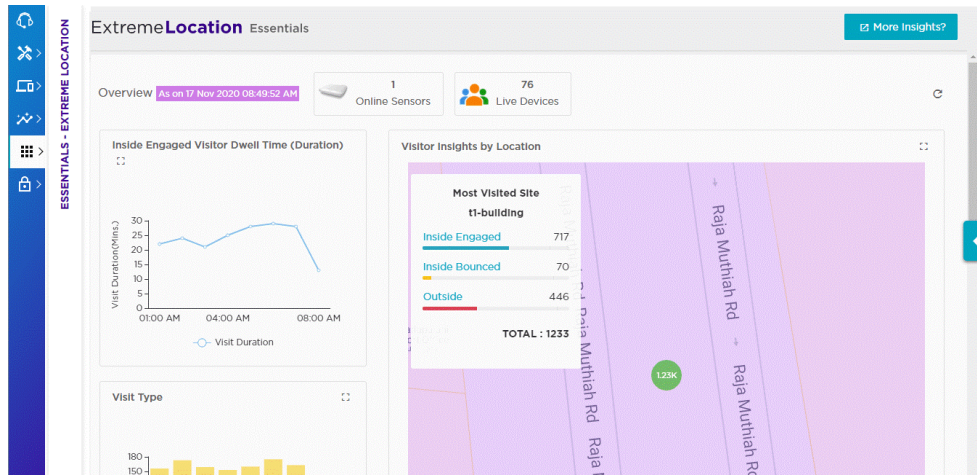 ESSENTIALS - EXTREME LOCATION
ExtremeLocation Essentials
More Insights?
Overview As on 17 Nov 2020 08:49:52 AM
1
Online Sensors
76
Live Devices
Inside Engaged Visitor Dwell Time (Duration)
Visit Duration(Mins.)
30
25
20
15
10
5
0
01:00 AM 04:00 AM 08:00 AM
Visit Duration
Visit Type
180
150
Visitor Insights by Location
Most Visited Site
t1-building
Inside Engaged 717
Inside Bounced 70
Outside 446
TOTAL : 1233
1.23K
Raja Muthiah Rd
Raja Muthiah Rd
Raja Muthiah Rd